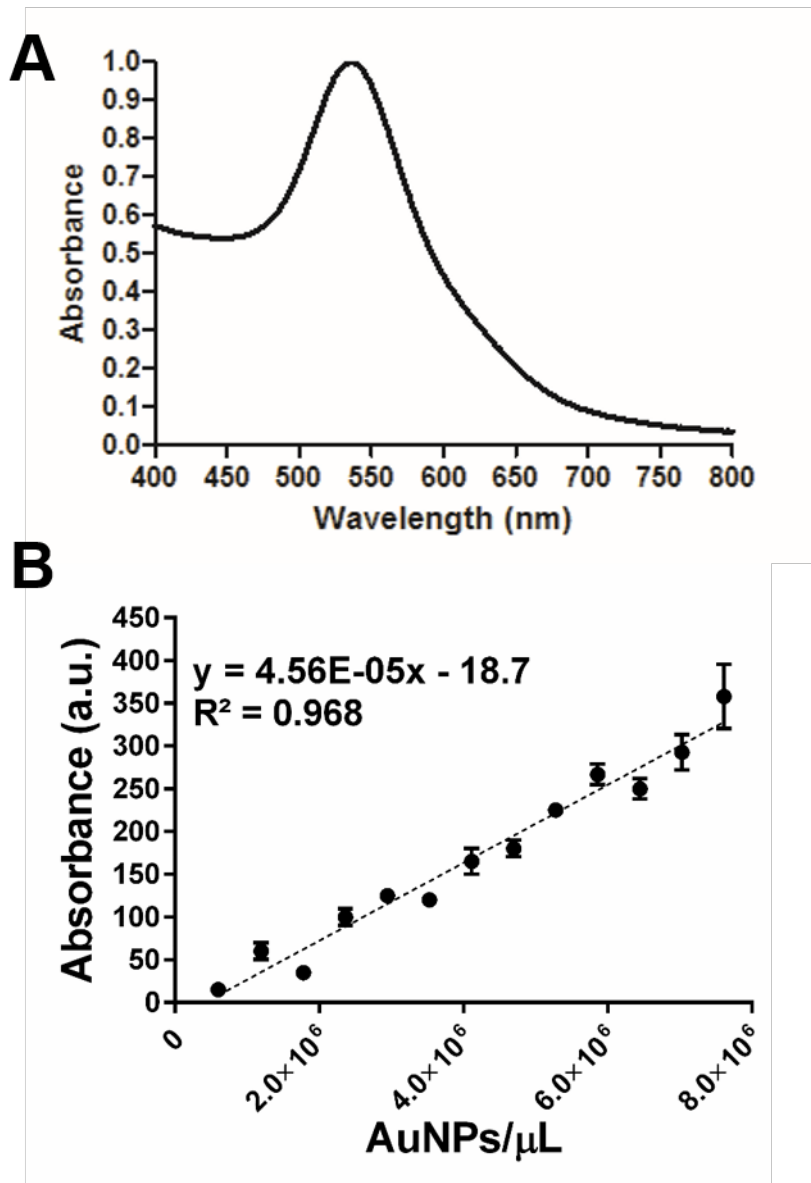 A
1.0
0.9
0.8
0.7
0.6
0.5
0.4
0.3
0.2
0.1
0.0
Absorbance
400 450 500 550 600 650 700 750 800
Wavelength (nm)
B
450
400
350
300
250
200
150
100
50
0
Absorbance (a.u.)
y = 4.56E-05x - 18.7
R² = 0.968
0 2.0×10⁶ 4.0×10⁶ 6.0×10⁶ 8.0×10⁶
AuNPs/μL